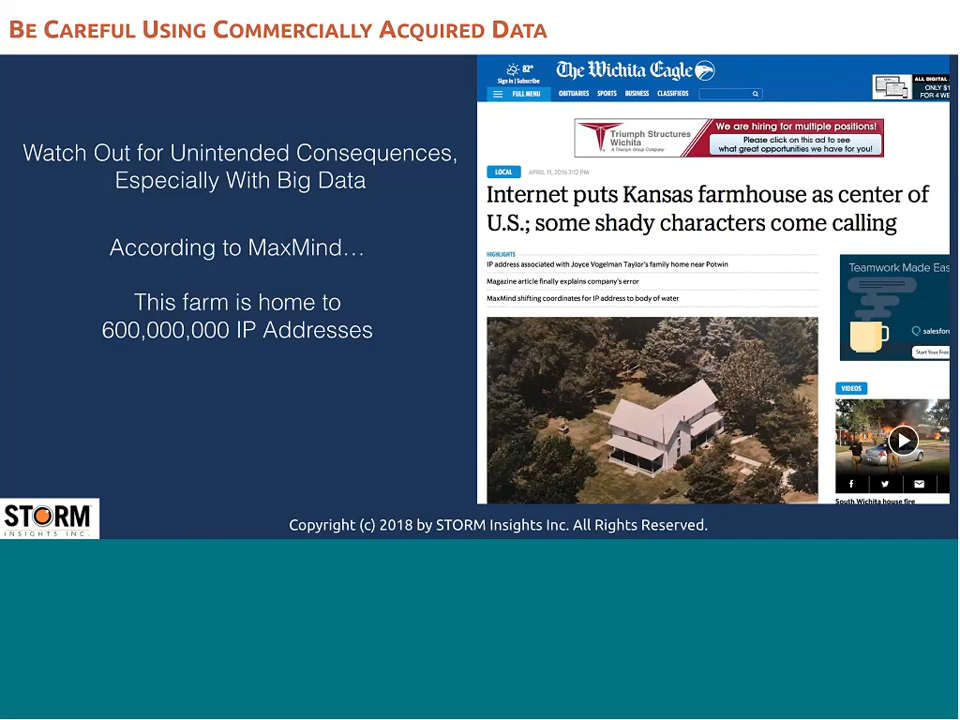 BE CAREFUL USING COMMERCIALLY ACQUIRED DATA
Watch Out for Unintended Consequences,
Especially With Big Data
According to MaxMind...
This farm is home to
600,000,000 IP Addresses
82°
Sign In | Subscribe
The Wichita Eagle
ALL DIGITAL
ONLY $1
FOR 4 WE
FULL MENU
OBITUARIES SPORTS BUSINESS CLASSIFIEDS
Triumph Structures
Wichita
A Triumph Group Company
We are hiring for multiple positions!
Please click on this ad to see
what great opportunities we have for you!
LOCAL
APRIL 11, 2016 7:12 PM
Internet puts Kansas farmhouse as center of
U.S.; some shady characters come calling
HIGHLIGHTS
IP address associated with Joyce Vogelman Taylor's family home near Potwin
Magazine article finally explains company's error
MaxMind shifting coordinates for IP address to body of water
Teamwork Made Eas
salesfor
Start Your Free
VIDEOS
South Wichita house fire
STORM
INSIGHTS INC.
Copyright (c) 2018 by STORM Insights Inc. All Rights Reserved.